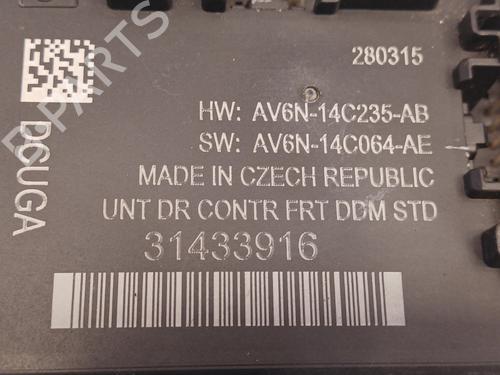 280315
HW: AV6N-14C235-AB
SW: AV6N-14C064-AE
MADE IN CZECH REPUBLIC
UNT DR CONTR FRT DDM STD
31433916
DCUGA
B-PARTS